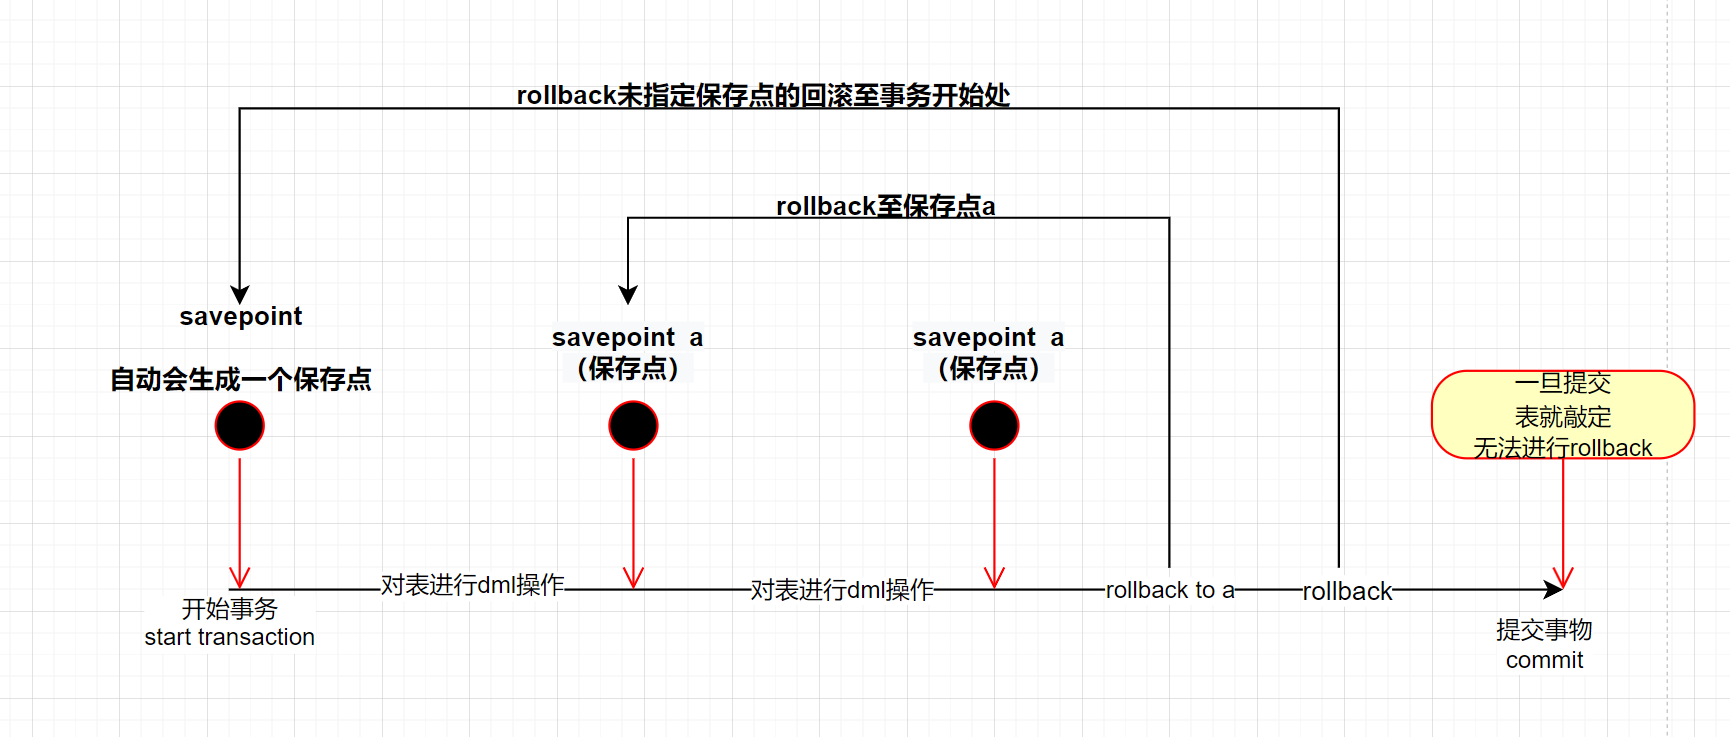 rollback未指定保存点的回滚至事务开始处
rollback至保存点a
savepoint
自动会生成一个保存点
savepoint a
（保存点）
savepoint a
（保存点）
一旦提交
表就敲定
无法进行rollback
对表进行dml操作
对表进行dml操作
rollback to a
rollback
开始事务
start transaction
提交事物
commit